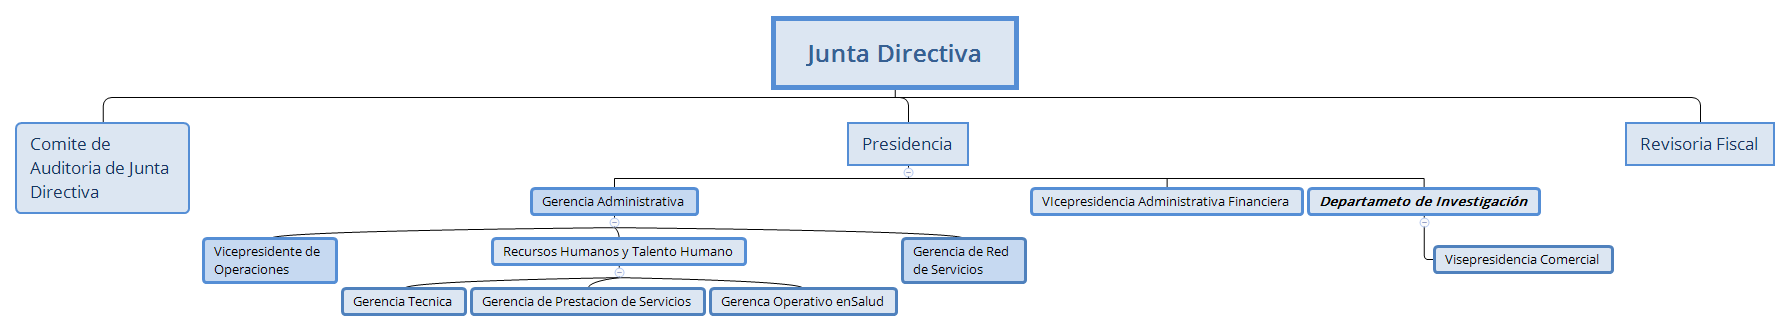 Junta Directiva
Comite de
Auditoria de Junta
Directiva
Presidencia
Revisoria Fiscal
Gerencia Administrativa
VIcepresidencia Administrativa Financiera
Departameto de Investigación
Vicepresidente de
Operaciones
Recursos Humanos y Talento Humano
Gerencia de Red
de Servicios
Visepresidencia Comercial
Gerencia Tecnica
Gerencia de Prestacion de Servicios
Gerenca Operativo enSalud